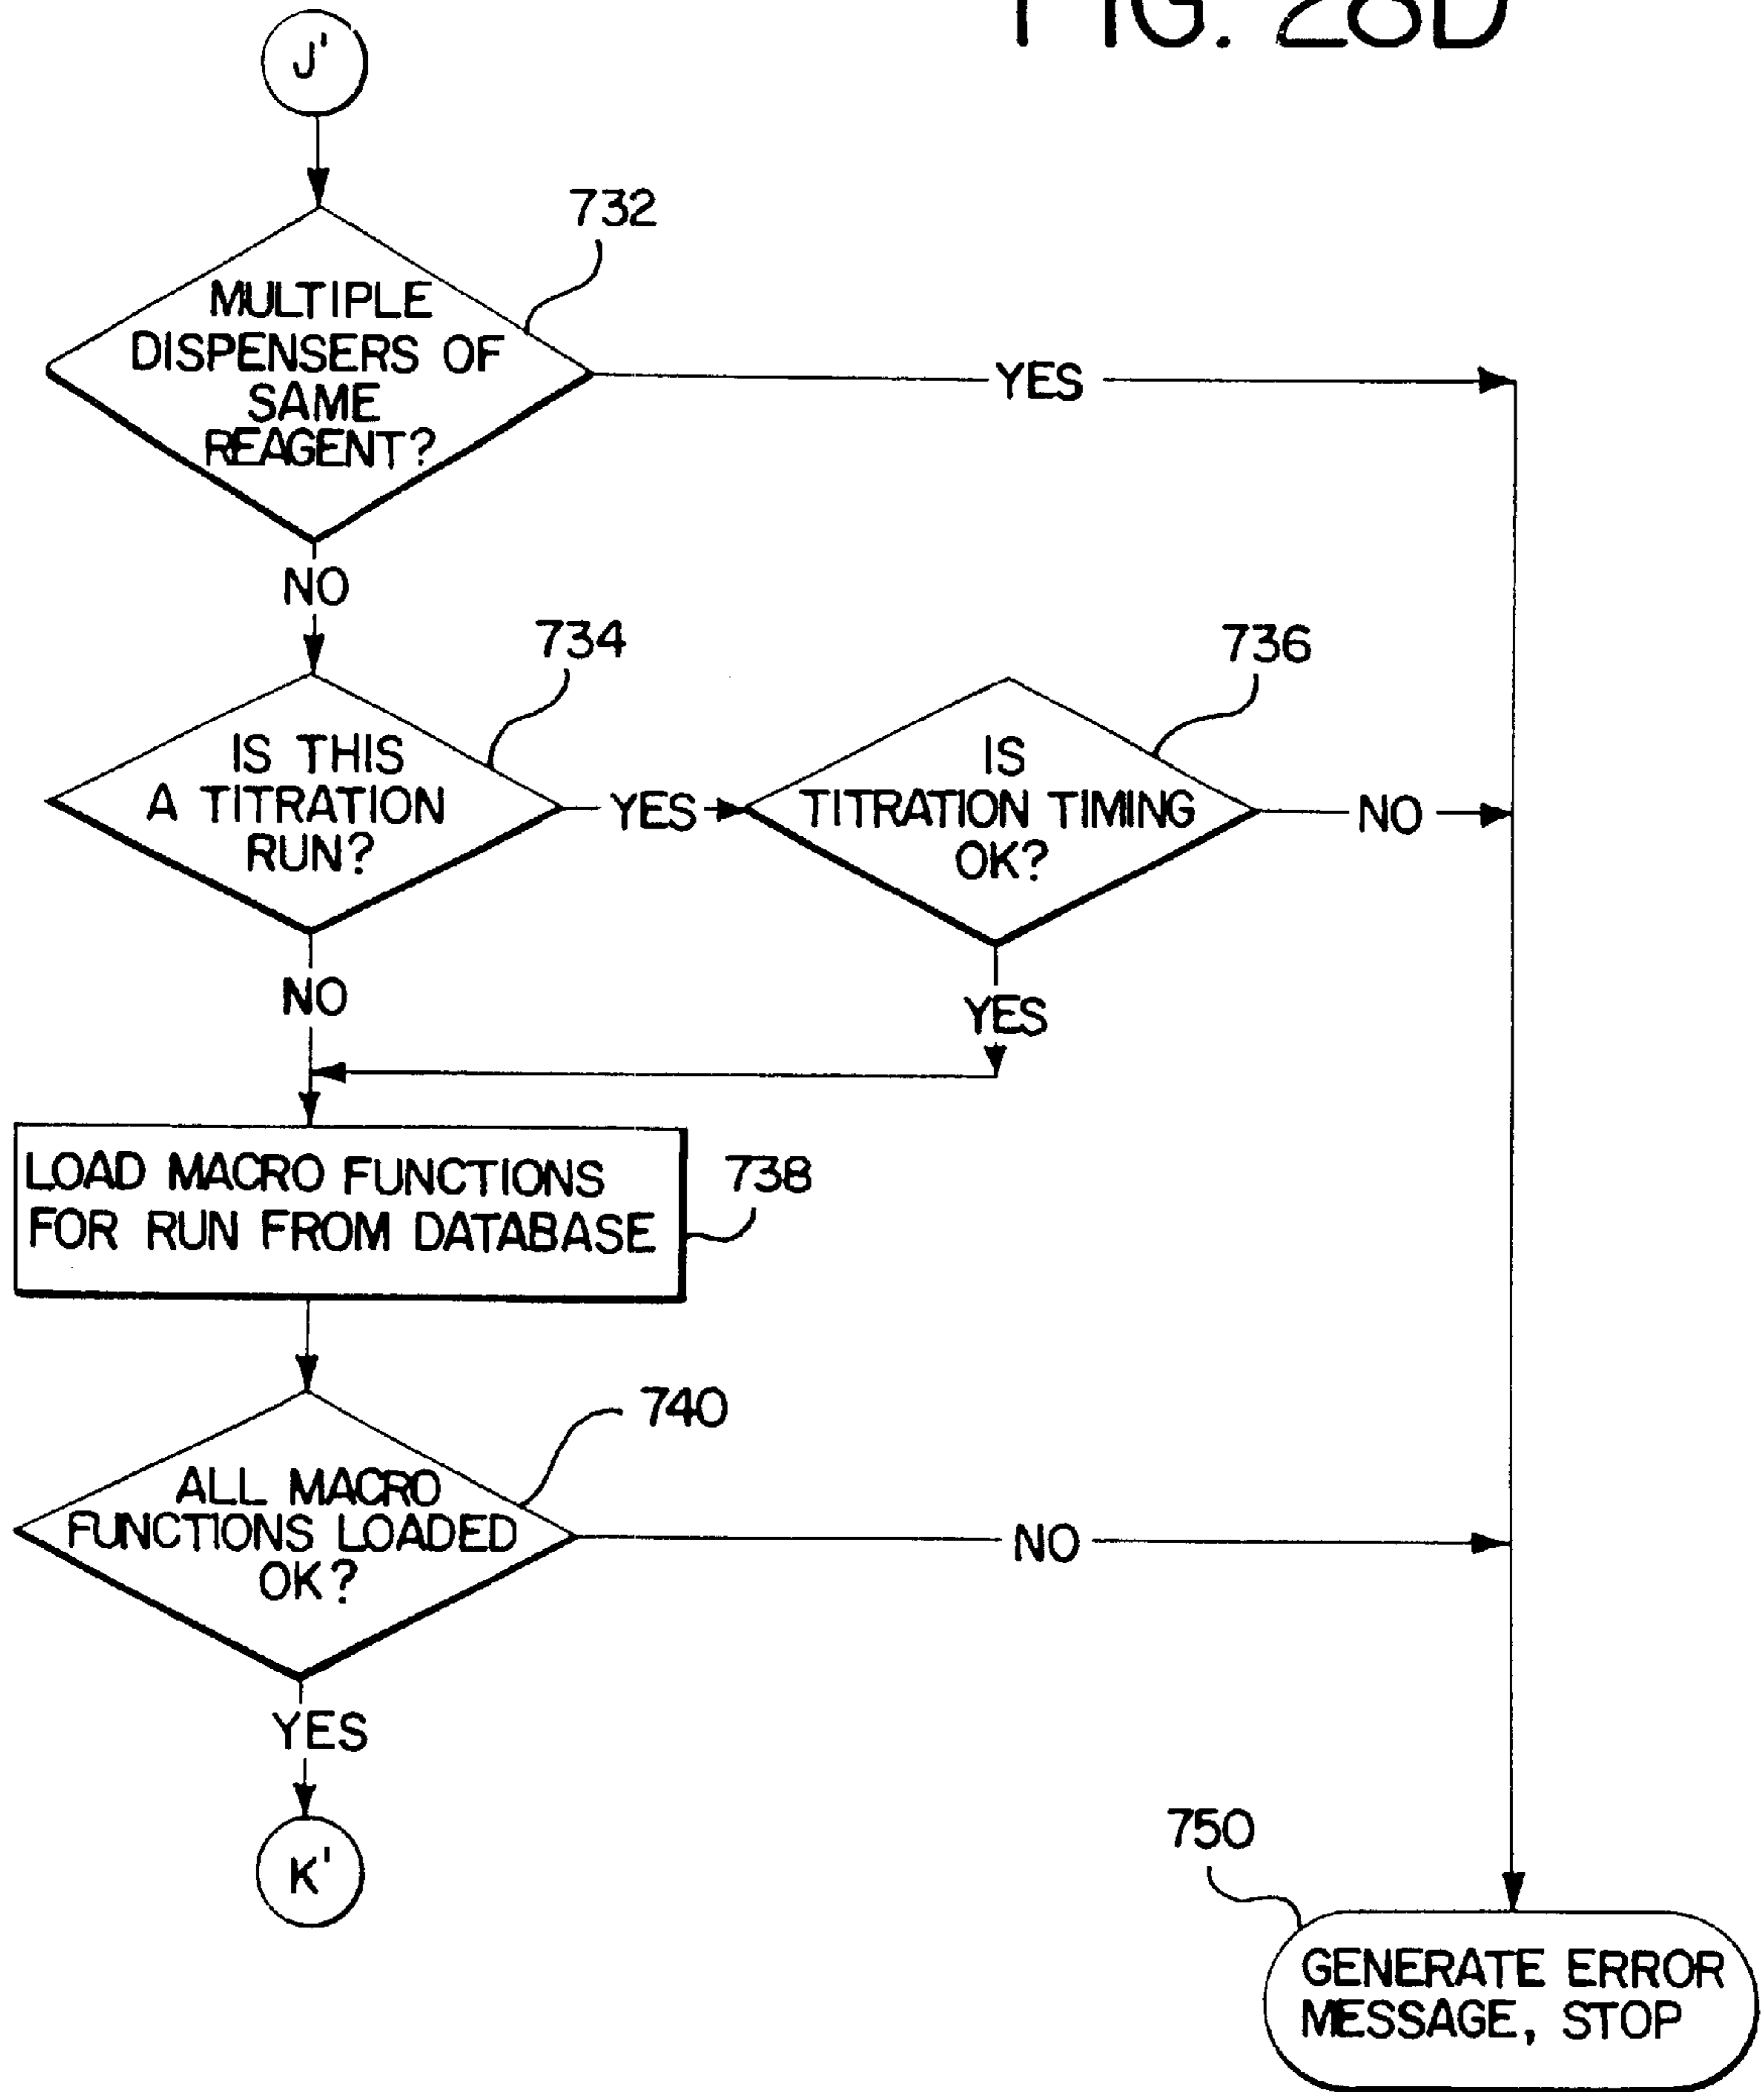 FIG. 28D
J'
732
MULTIPLE
DISPENSERS OF
SAME
REAGENT?
YES
NO
734
736
IS THIS
A TITRATION
RUN?
YES
IS
TITRATION TIMING
OK?
NO
NO
YES
LOAD MACRO FUNCTIONS
FOR RUN FROM DATABASE
738
740
ALL MACRO
FUNCTIONS LOADED
OK?
NO
YES
K'
750
GENERATE ERROR
MESSAGE, STOP